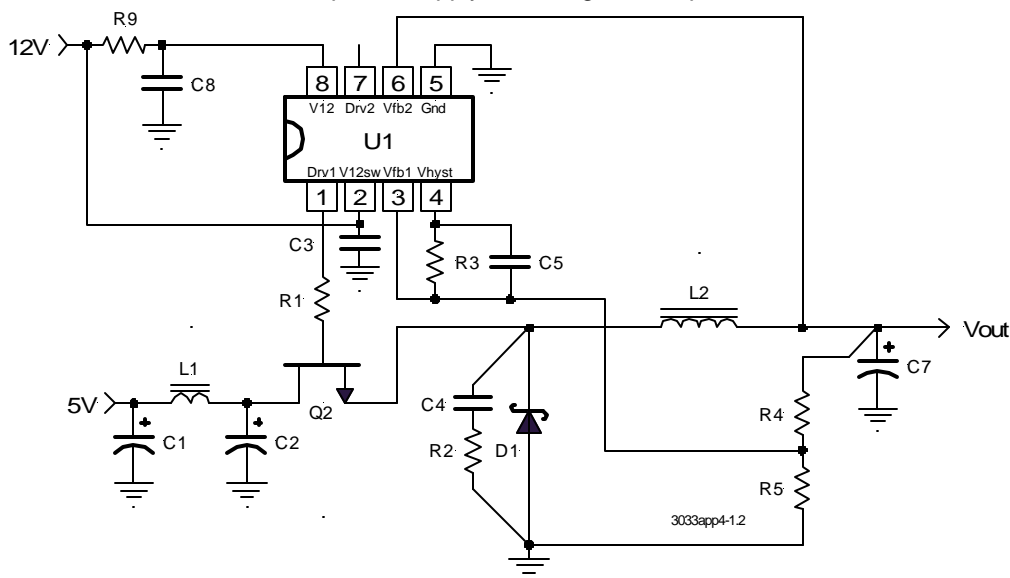 R9
12V
C8
8 7 6 5
V12 Drv2 Vfb2 Gnd
U1
Drv1 V12sw Vfb1 Vhyst
1 2 3 4
C3
R3
C5
R1
L2
Vout
L1
C7
5V
Q2
C4
R4
C1
C2
R2
D1
R5
3033app4-1.2